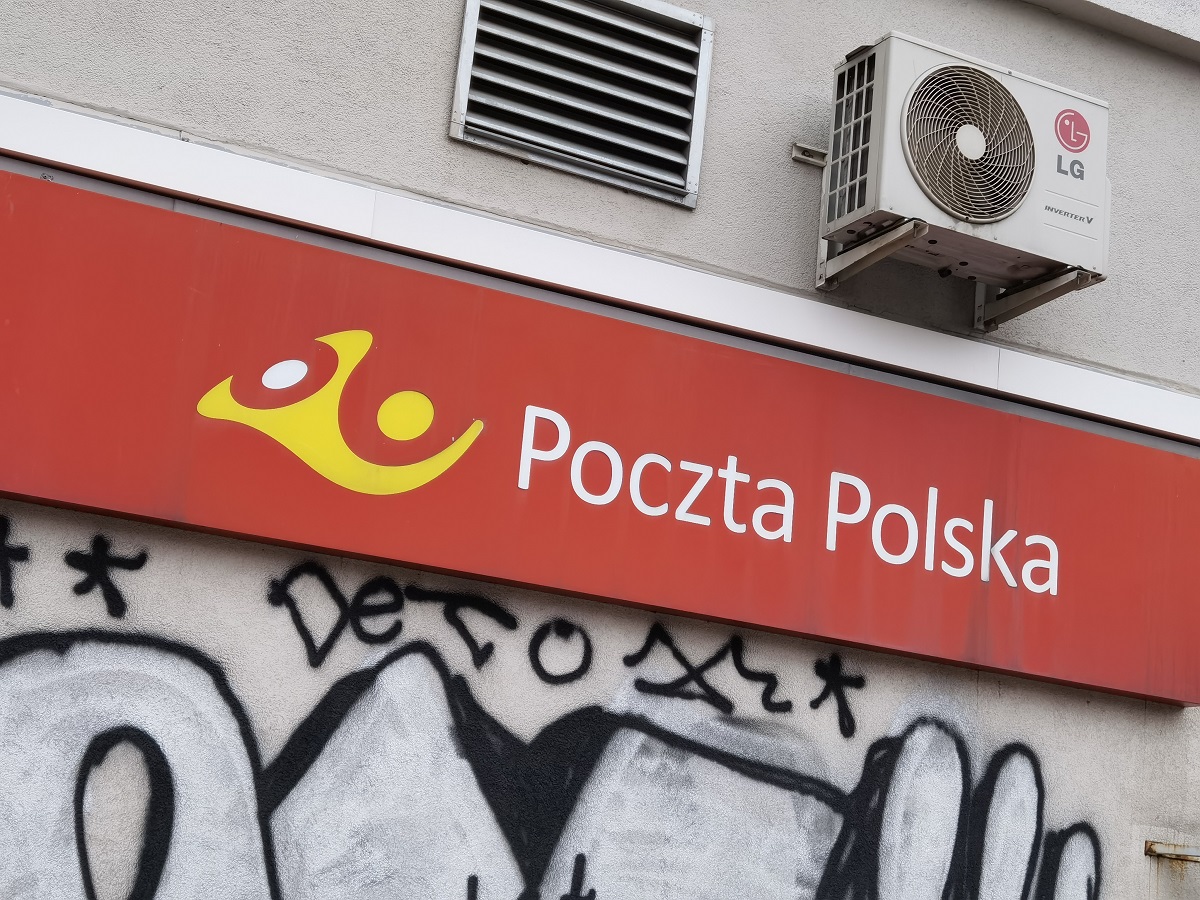 LG
INVERTER V
Poczta Polska